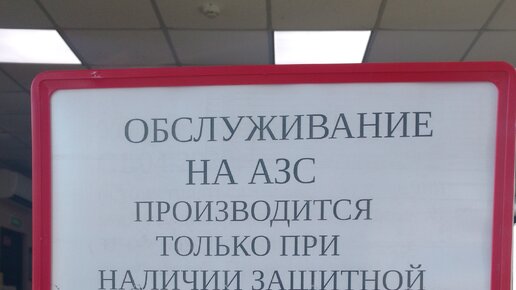 ОБСЛУЖИВАНИЕ
НА АЗС
ПРОИЗВОДИТСЯ
ТОЛЬКО ПРИ
НАЛИЧИИ ЗАЩИТНОЙ